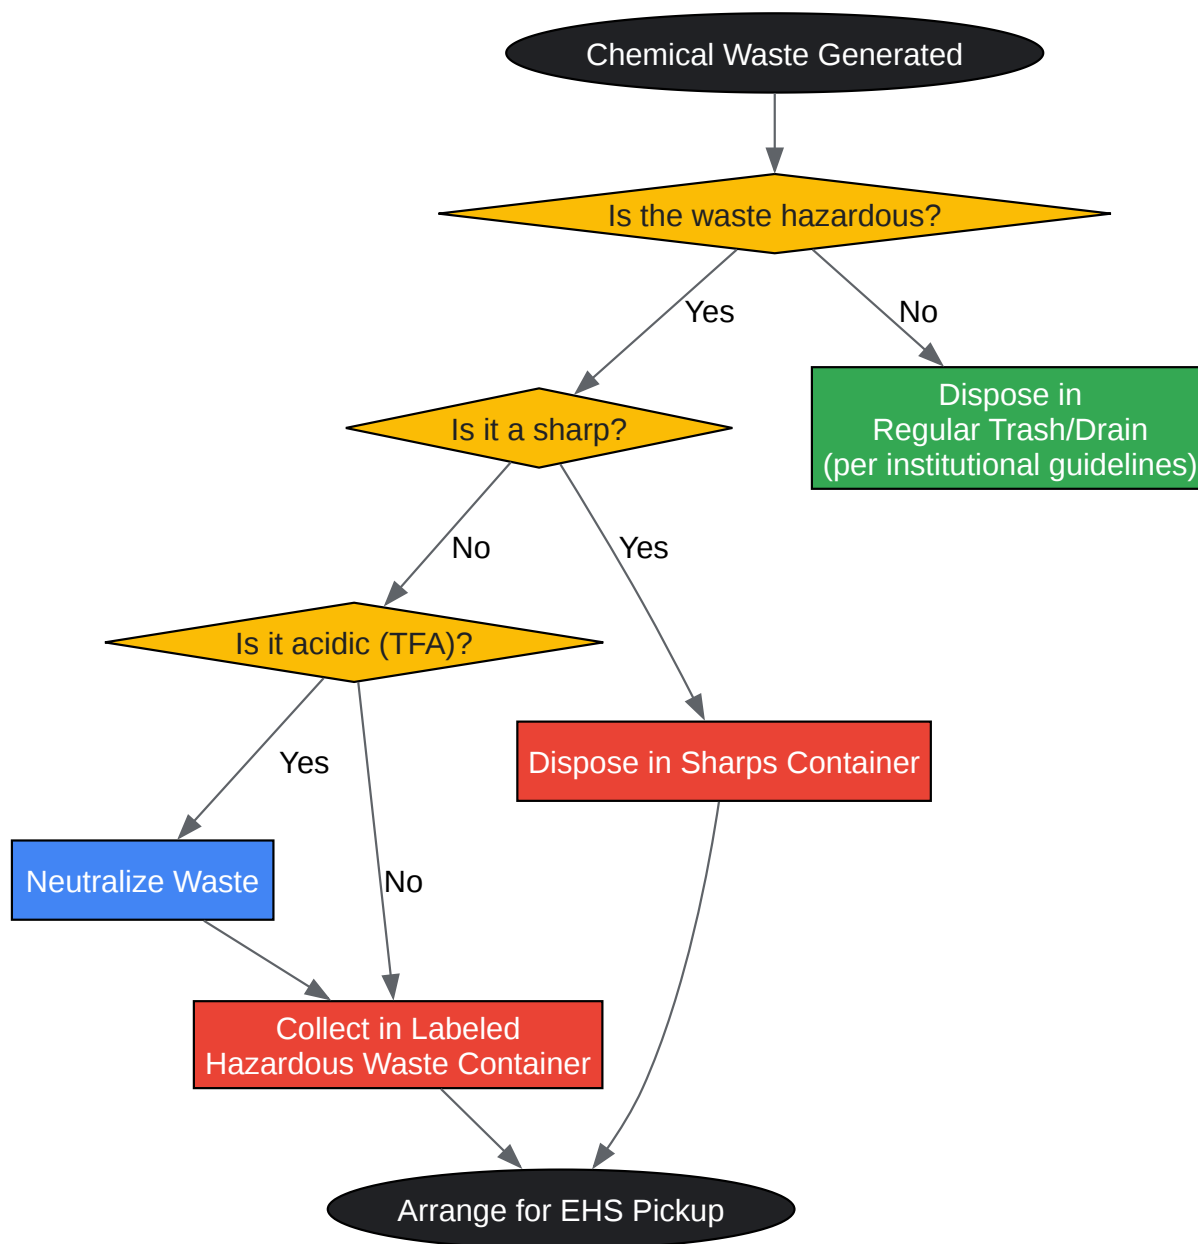 Chemical Waste Generated
Is the waste hazardous?
Yes
No
Dispose in
Regular Trash/Drain
(per institutional guidelines)
Is it a sharp?
No
Yes
Is it acidic (TFA)?
Yes
Dispose in Sharps Container
Neutralize Waste
No
Collect in Labeled
Hazardous Waste Container
Arrange for EHS Pickup